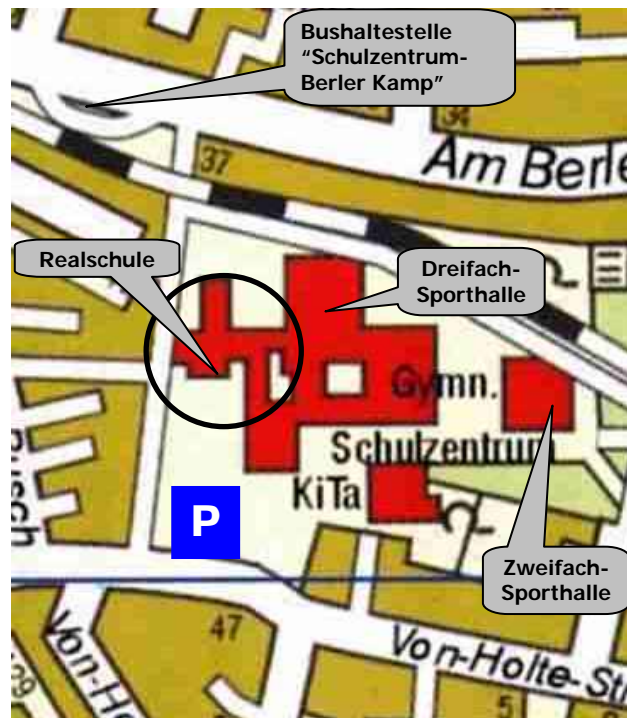 Bushaltestelle
“Schulzentrum-
Berler Kamp”
34
37
Am Berle
Realschule
Dreifach-
Sporthalle
Gymn.
Schulzentrum
KiTa
P
Busch
Zweifach-
Sporthalle
47
Von-Holte-St
Von-H
39
5